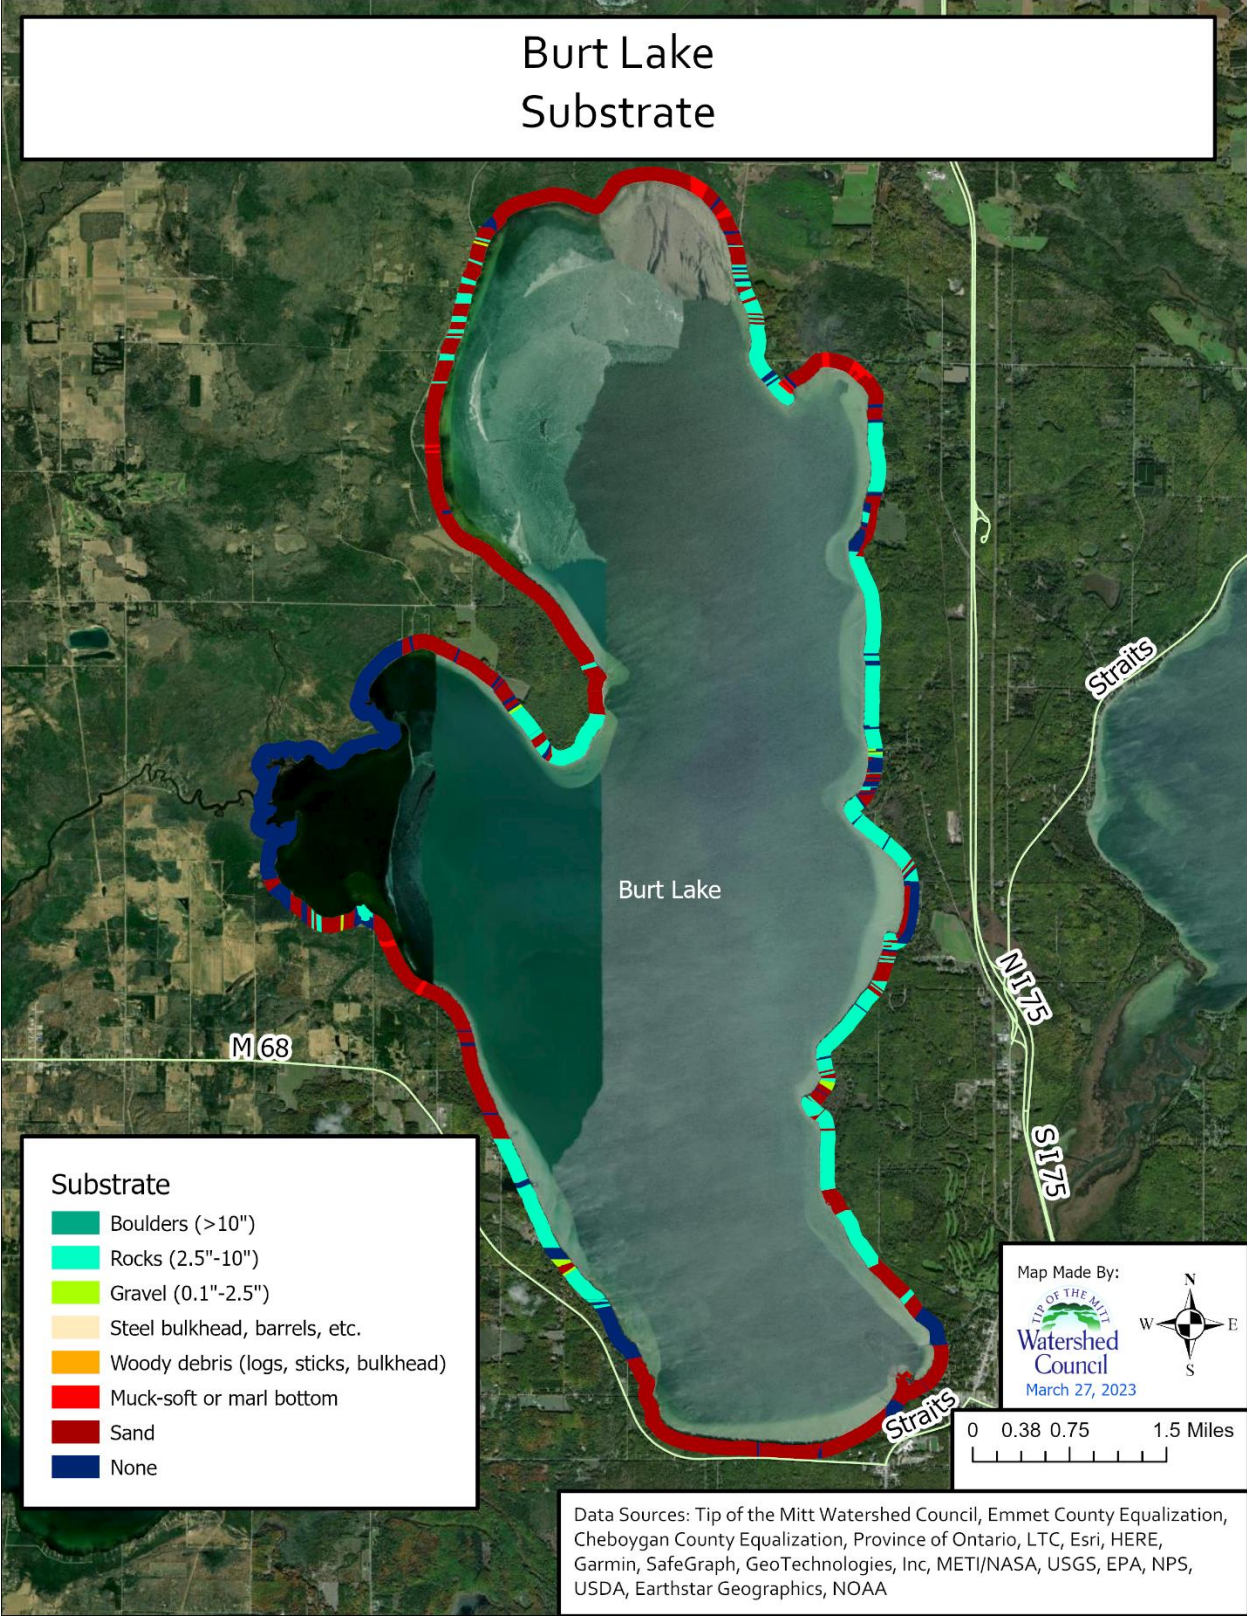 Burt Lake
Substrate
Straits
Burt Lake
N I 75
M 68
S I 75
Substrate
Boulders (>10")
Rocks (2.5"-10")
Gravel (0.1"-2.5")
Steel bulkhead, barrels, etc.
Woody debris (logs, sticks, bulkhead)
Muck-soft or marl bottom
Sand
None
Map Made By:
TIP OF THE MITT
Watershed
Council
March 27, 2023
N
W E
S
Straits
0 0.38 0.75 1.5 Miles
Data Sources: Tip of the Mitt Watershed Council, Emmet County Equalization,
Cheboygan County Equalization, Province of Ontario, LTC, Esri, HERE,
Garmin, SafeGraph, GeoTechnologies, Inc, METI/NASA, USGS, EPA, NPS,
USDA, Earthstar Geographics, NOAA